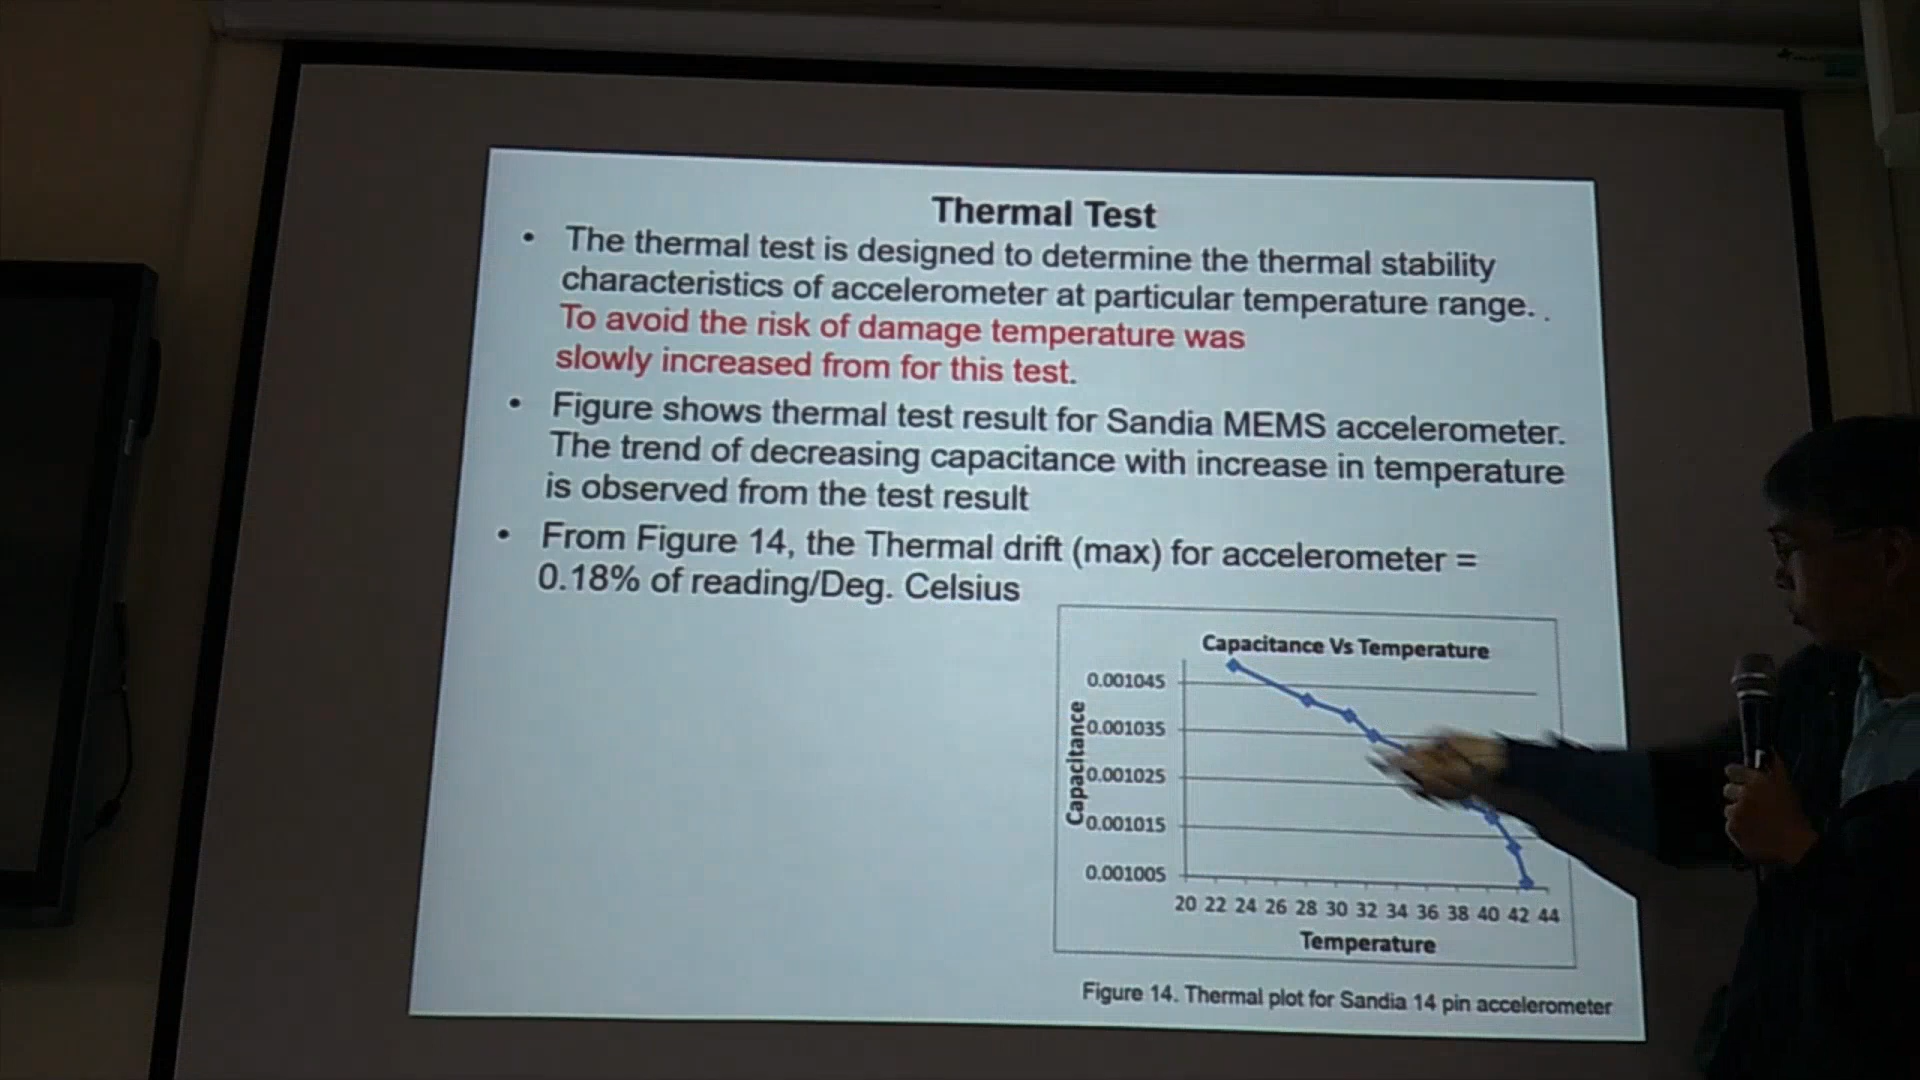 Thermal Test
• The thermal test is designed to determine the thermal stability
characteristics of accelerometer at particular temperature range. .
To avoid the risk of damage temperature was
slowly increased from for this test.
• Figure shows thermal test result for Sandia MEMS accelerometer.
The trend of decreasing capacitance with increase in temperature
is observed from the test result
• From Figure 14, the Thermal drift (max) for accelerometer =
0.18% of reading/Deg. Celsius
Capacitance Vs Temperature
Capacitance
0.001045
0.001035
0.001025
0.001015
0.001005
20 22 24 26 28 30 32 34 36 38 40 42 44
Temperature
Figure 14. Thermal plot for Sandia 14 pin accelerometer